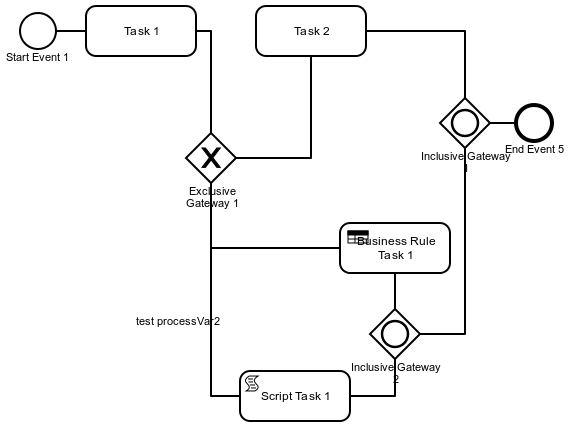 Task 1
Task 2
Start Event 1
Exclusive
Gateway 1
Inclusive Gateway
1
End Event 5
Business Rule
Task 1
test processVar2
Inclusive Gateway
2
Script Task 1